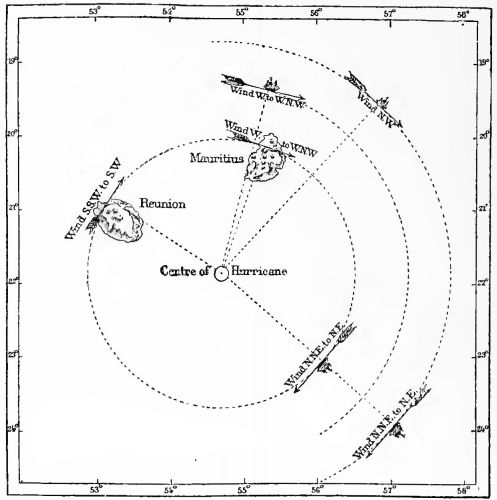 53° 54° 55° 56° 57° 58°
19° 19°
Wind W. to W.N.W.
Wind N.W
20° 20°
Wind W. to W.N.W
Mauritius
Wind S.S.W. to S.W
Reunion
21° 21°
Centre of Hurricane
22° 22°
Wind N.N.E. to N.E.
23° 23°
Wind N.N.E. to N.E.
24° 24°
53° 54° 55° 56° 57° 58°